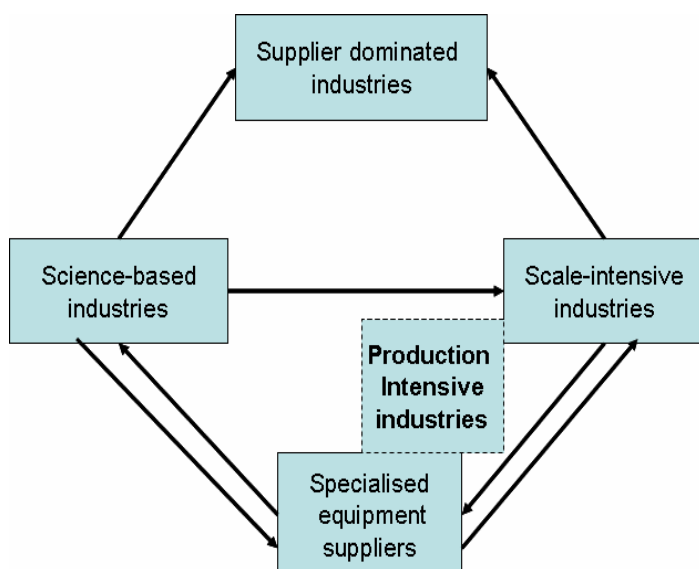 Supplier dominated
industries
Science-based
industries
Scale-intensive
industries
Production
Intensive
industries
Specialised
equipment
suppliers